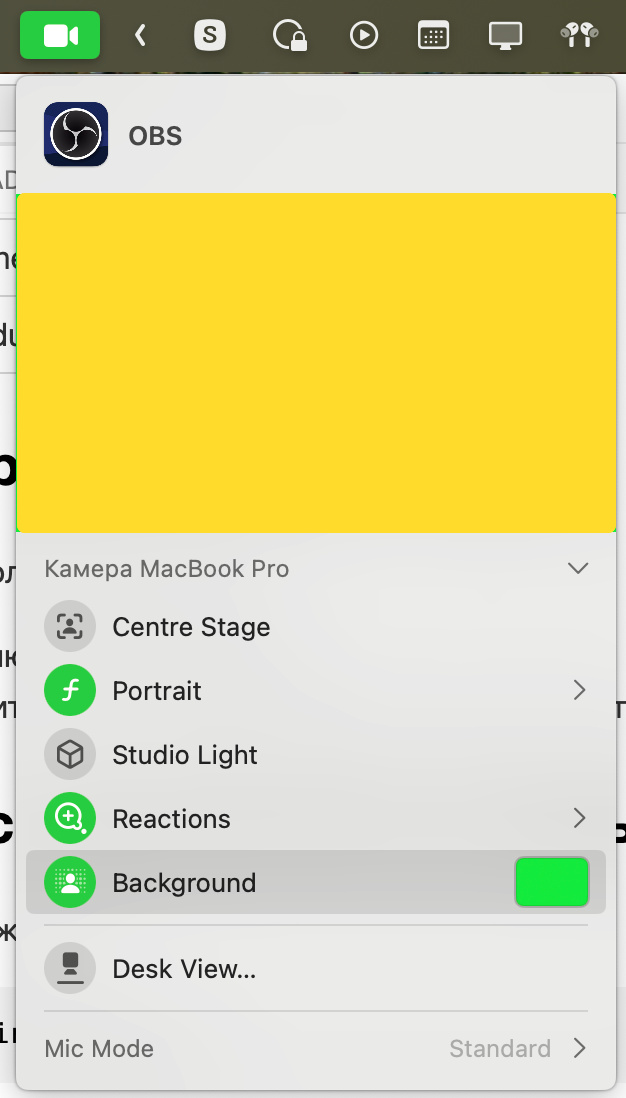 S
OBS
Камера MacBook Pro
Centre Stage
Portrait
Studio Light
Reactions
Background
Desk View...
Mic Mode
Standard